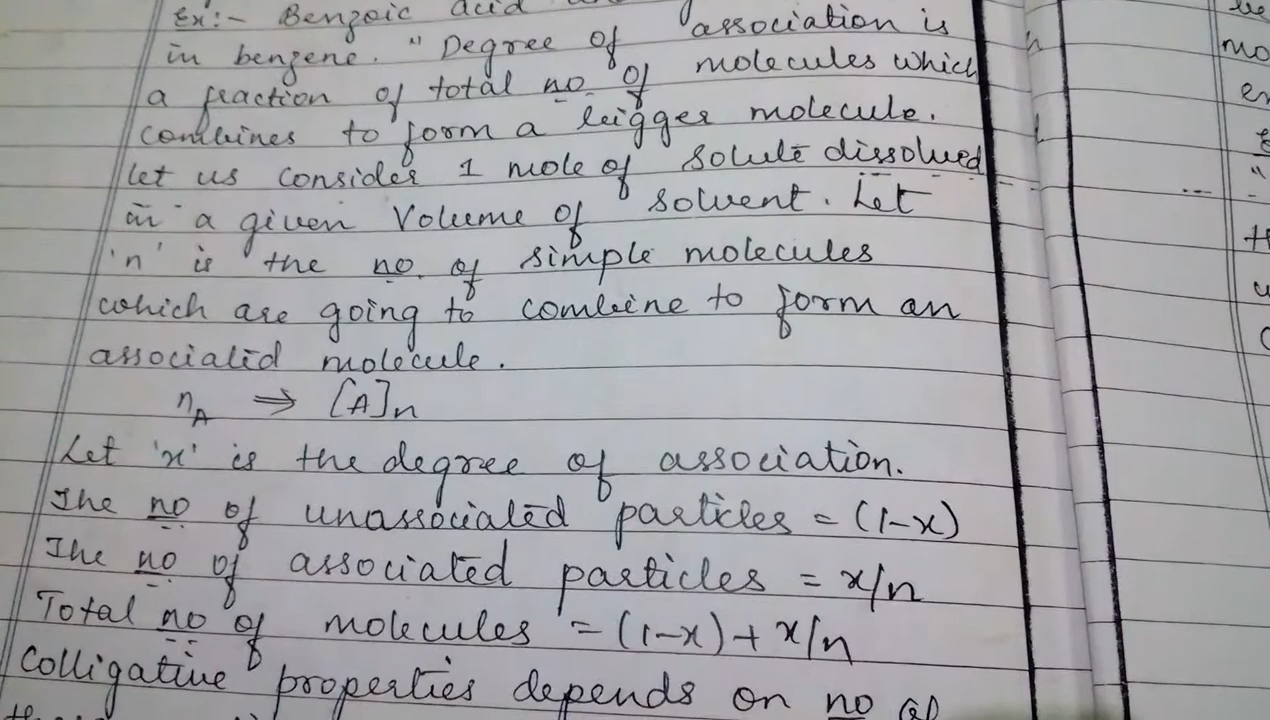 Ex:- Benzoic acid
in benzene. "Degree of association is
a fraction of total no. of molecules which
combines to form a bigger molecule.
Let us consider 1 mole of solute dissolved
in a given Volume of solvent. Let
'n' is the no. of simple molecules
which are going to combine to form an
associated molecule.
nA ⇒ [A]n
Let 'x' is the degree of association.
The no of unassociated particles = (1-x)
The no of associated particles = x/n
Total no of molecules = (1-x) + x/n
Colligative properties depends on no of